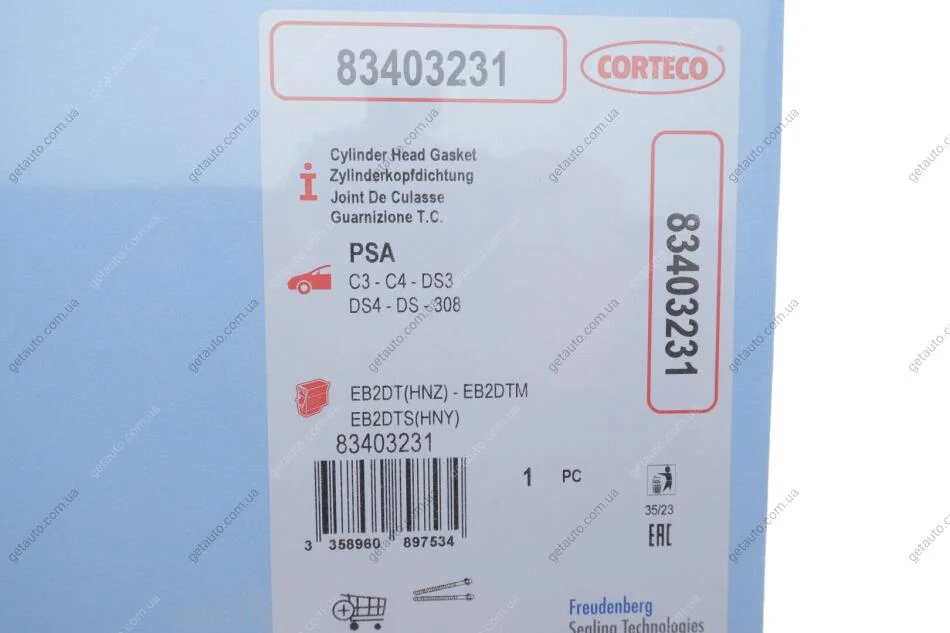 83403231
CORTECO
Cylinder Head Gasket
Zylinderkopfdichtung
Joint De Culasse
Guarnizione T.C.
83403231
PSA
C3 - C4 - DS3
DS4 - DS - 308
EB2DT(HNZ) - EB2DTM
EB2DTS(HNY)
83403231
1 PC
35/23
EAC
3 358960 897534
Freudenberg
Sealing Technologies
getauto.com.ua